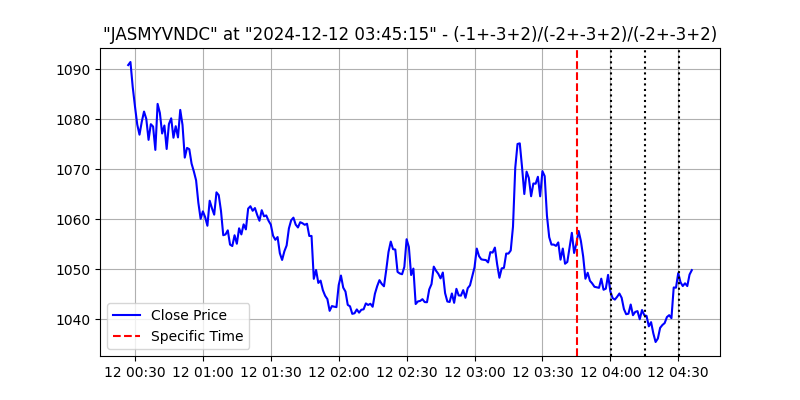 "JASMYVNDC" at "2024-12-12 03:45:15" - (-1+-3+2)/(-2+-3+2)/(-2+-3+2)
1090
1080
1070
1060
1050
1040
Close Price
Specific Time
12 00:30 12 01:00 12 01:30 12 02:00 12 02:30 12 03:00 12 03:30 12 04:00 12 04:30